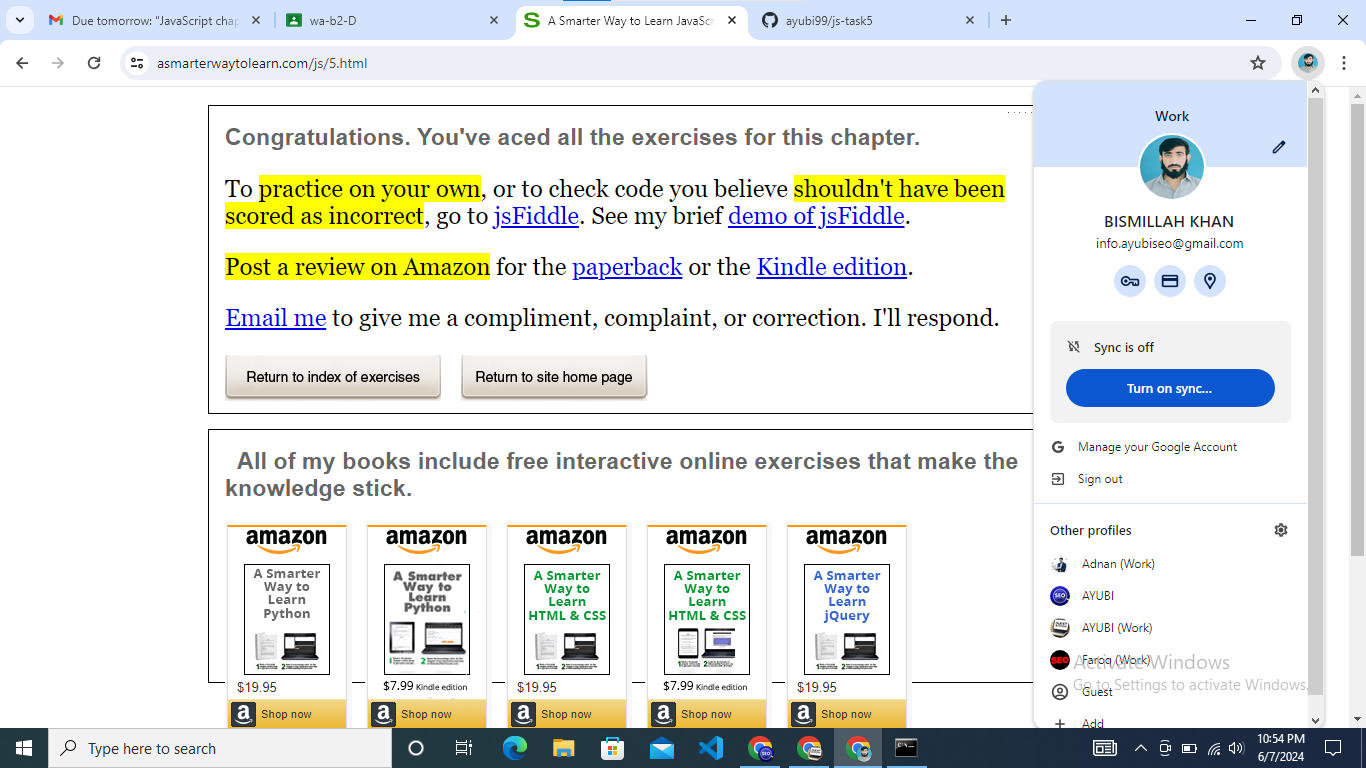 Due tomorrow: "JavaScript chap
wa-b2-D
A Smarter Way to Learn JavaScri
ayubi99/js-task5
asmarterwaytolearn.com/js/5.html
Congratulations. You've aced all the exercises for this chapter.
To practice on your own, or to check code you believe shouldn't have been
scored as incorrect, go to jsFiddle. See my brief demo of jsFiddle.
Post a review on Amazon for the paperback or the Kindle edition.
Email me to give me a compliment, complaint, or correction. I'll respond.
Return to index of exercises
Return to site home page
All of my books include free interactive online exercises that make the
knowledge stick.
amazon
A Smarter
Way to
Learn
Python
$19.95
Shop now
amazon
A Smarter
Way to
Learn
Python
$7.99 Kindle edition
Shop now
amazon
A Smarter
Way to
Learn
HTML & CSS
$19.95
Shop now
amazon
A Smarter
Way to
Learn
HTML & CSS
$7.99 Kindle edition
Shop now
amazon
A Smarter
Way to
Learn
jQuery
$19.95
Shop now
Work
BISMILLAH KHAN
info.ayubiseo@gmail.com
Sync is off
Turn on sync...
Manage your Google Account
Sign out
Other profiles
Adnan (Work)
AYUBI
AYUBI (Work)
Faroq (Work)
Guest
Add
Activate Windows
Go to Settings to activate Windows.
Type here to search
10:54 PM
6/7/2024